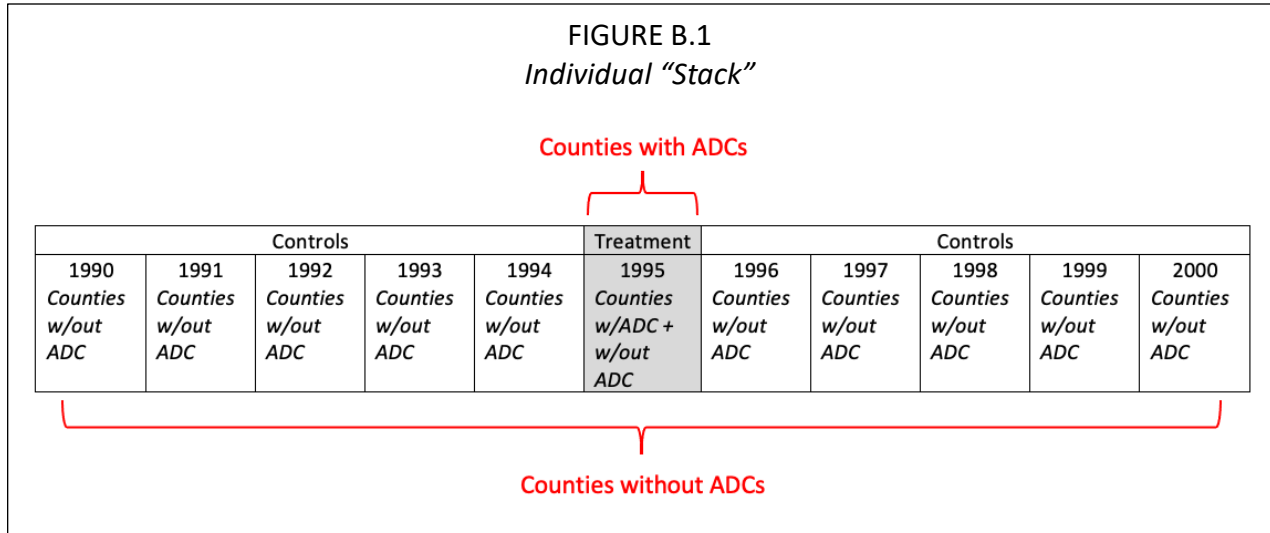 FIGURE B.1
Individual “Stack”
Counties with ADCs
Controls Treatment Controls
1990 1991 1992 1993 1994 1995 1996 1997 1998 1999 2000
Counties Counties Counties Counties Counties Counties Counties Counties Counties Counties Counties
w/out w/out w/out w/out w/out w/ADC + w/out w/out w/out w/out w/out
ADC ADC ADC ADC ADC w/out ADC ADC ADC ADC ADC
ADC
Counties without ADCs